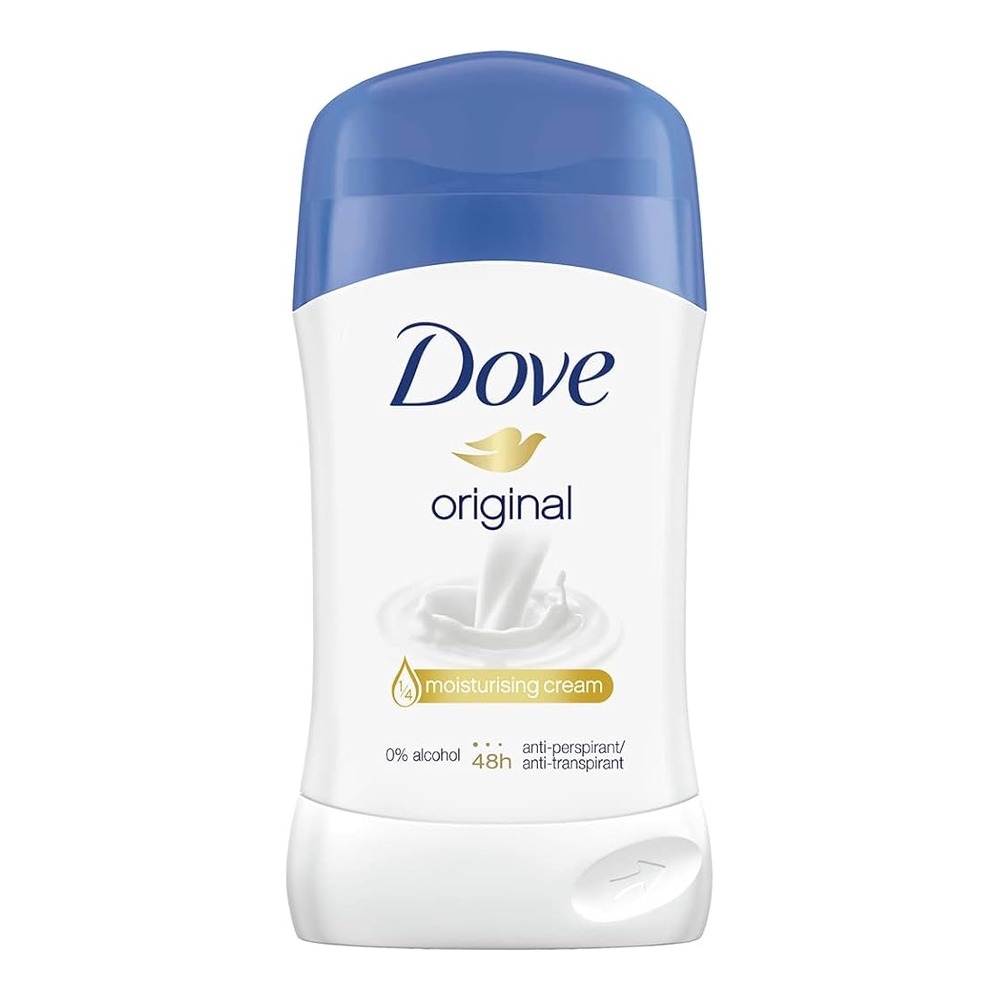 Dove
original
1/4 moisturising cream
0% alcohol 48h anti-perspirant/
anti-transpirant